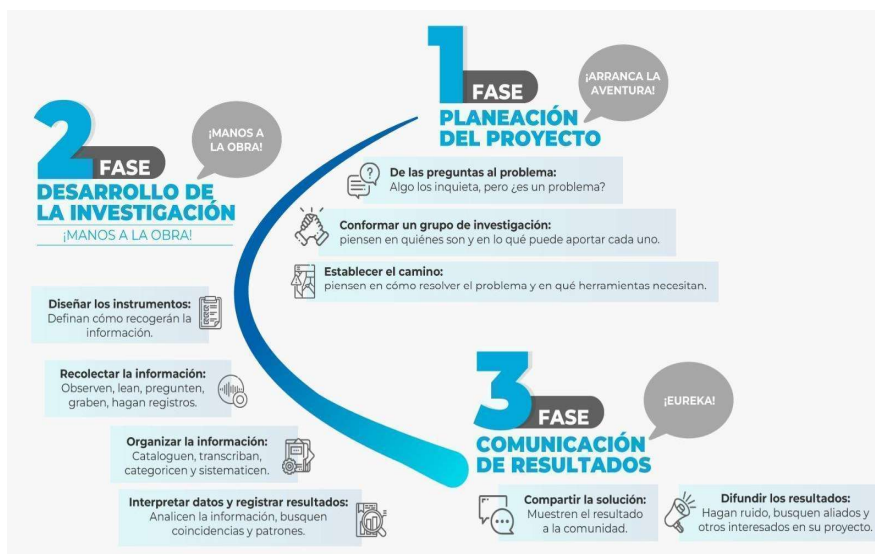 1
FASE
¡ARRANCA LA
AVENTURA!
PLANEACIÓN
DEL PROYECTO
De las preguntas al problema:
Algo los inquieta, pero ¿es un problema?
Conformar un grupo de investigación:
piensen en quiénes son y en lo qué puede aportar cada uno.
Establecer el camino:
piensen en cómo resolver el problema y en qué herramientas necesitan.
2
FASE
¡MANOS A
LA OBRA!
DESARROLLO DE
LA INVESTIGACIÓN
¡MANOS A LA OBRA!
Diseñar los instrumentos:
Definan cómo recogerán la
información.
Recolectar la información:
Observen, lean, pregunten,
graben, hagan registros.
Organizar la información:
Cataloguen, transcriban,
categoricen y sistematicen.
Interpretar datos y registrar resultados:
Analicen la información, busquen
coincidencias y patrones.
3
FASE
¡EUREKA!
COMUNICACIÓN
DE RESULTADOS
Compartir la solución:
Muestren el resultado
a la comunidad.
Difundir los resultados:
Hagan ruido, busquen aliados y
otros interesados en su proyecto.